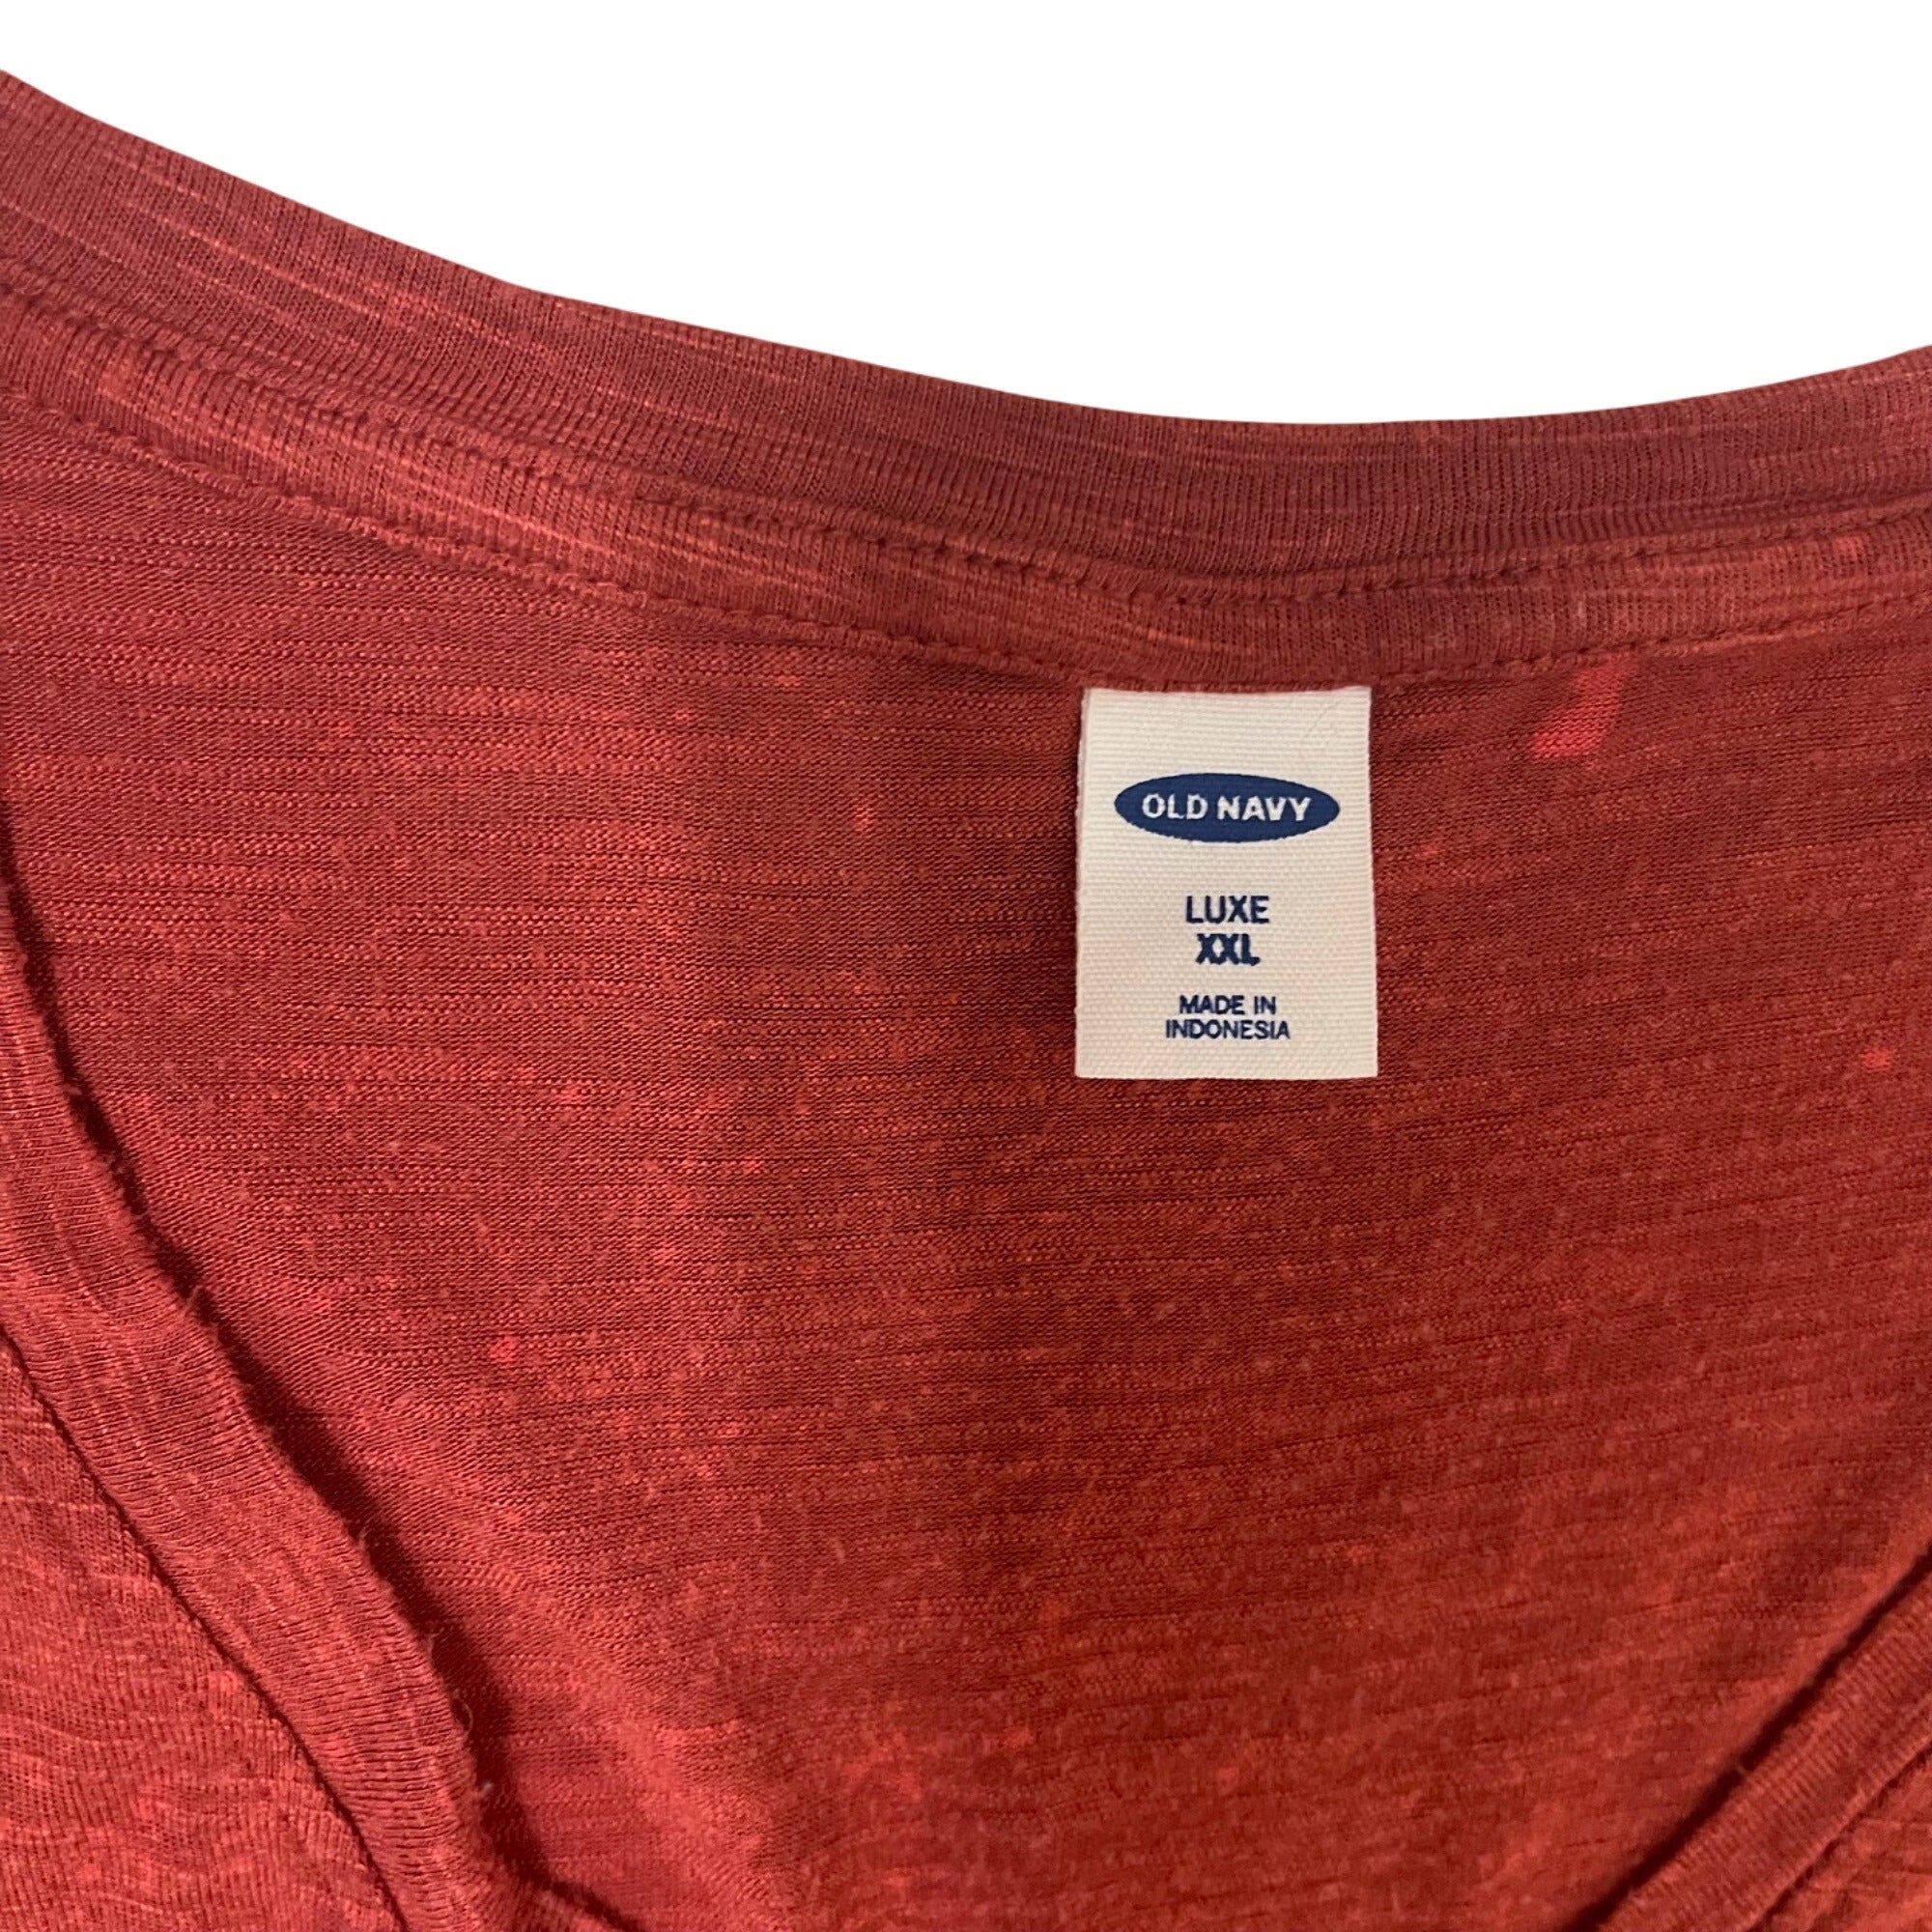 OLD NAVY
LUXE
XXL
MADE IN
INDONESIA